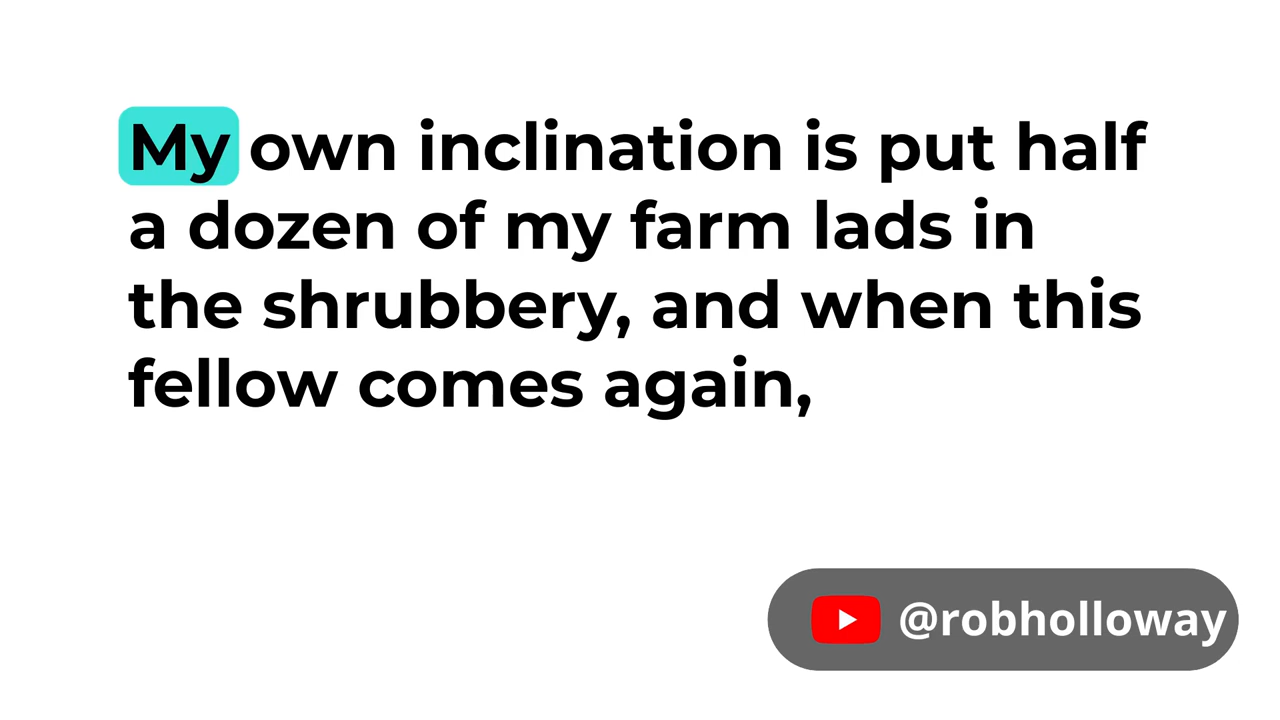 My own inclination is put half
a dozen of my farm lads in
the shrubbery, and when this
fellow comes again,
@robholloway